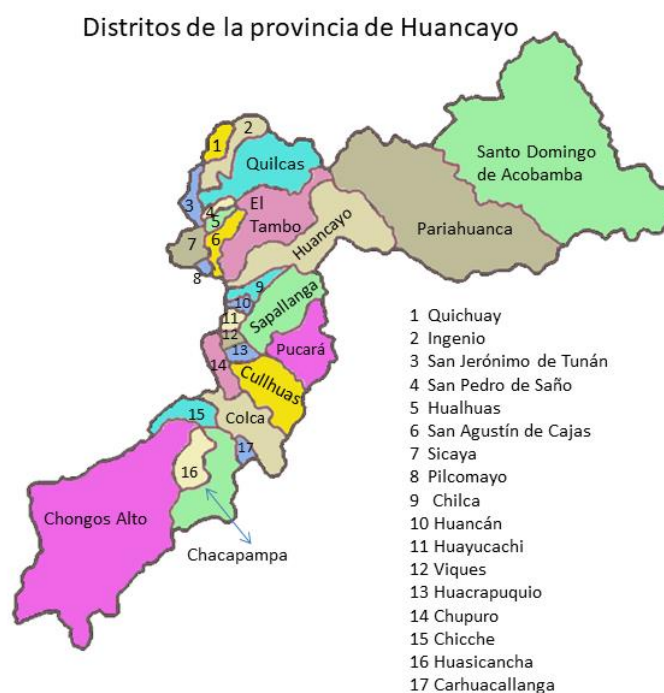 Distritos de la provincia de Huancayo
2
1
Quilcas
Santo Domingo
de Acobamba
3
4
5
El
Tambo
6
7
8
Huancayo
Pariahuanca
9
10
Sapallanga
11
12
13
Pucará
14
Cullhuas
15
Colca
17
16
Chongos Alto
Chacapampa
1 Quichuay
2 Ingenio
3 San Jerónimo de Tunán
4 San Pedro de Saño
5 Hualhuas
6 San Agustín de Cajas
7 Sicaya
8 Pilcomayo
9 Chilca
10 Huancán
11 Huayucachi
12 Viques
13 Huacrapuquio
14 Chupuro
15 Chicche
16 Huasicancha
17 Carhuacallanga